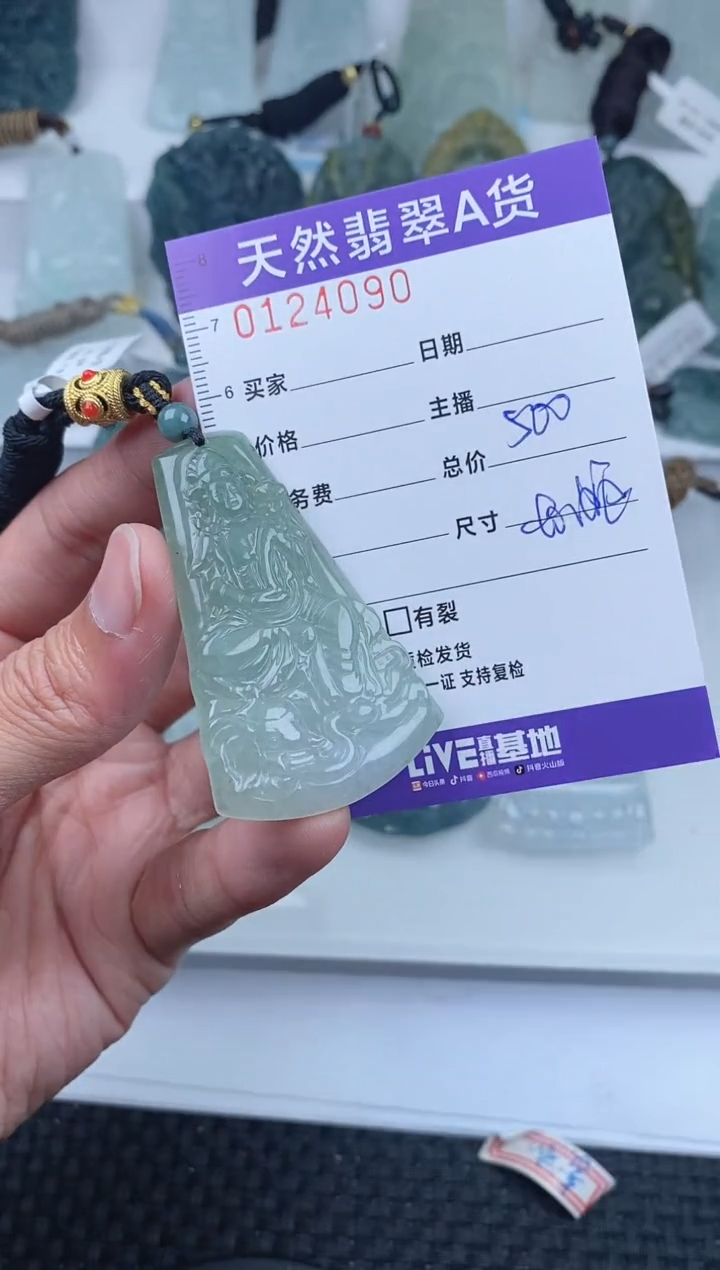 天然翡翠A货
8
7
0124090
日期
6
买家
主播
价格
500
总价
务费
尺寸
有裂
检发货
一证 支持复检
LIVE直播基地
今日头条 抖音 西瓜视频 抖音火山版